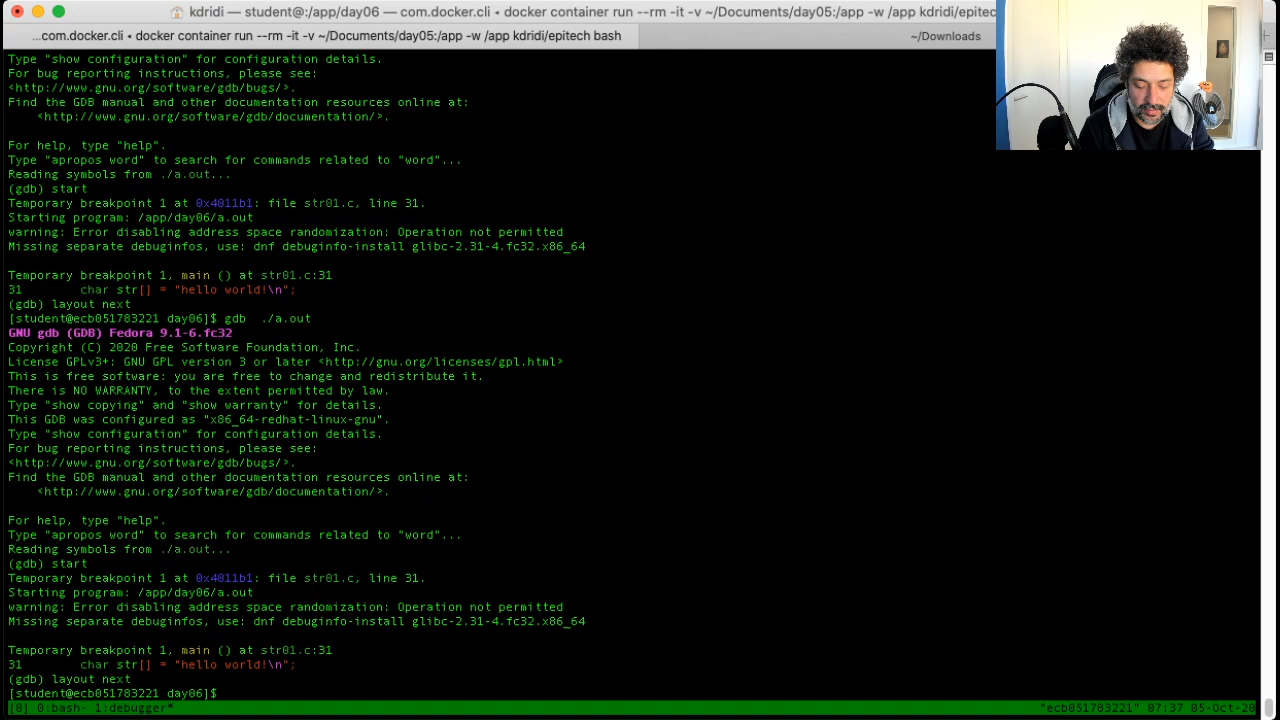 kdridi — student@:/app/day06 — com.docker.cli ◂ docker container run --rm -it -v ~/Documents/day05:/app -w /app kdridi/epitec
...com.docker.cli ◂ docker container run --rm -it -v ~/Documents/day05:/app -w /app kdridi/epitech bash
~/Downloads
Type "show configuration" for configuration details.
For bug reporting instructions, please see:
<http://www.gnu.org/software/gdb/bugs/>.
Find the GDB manual and other documentation resources online at:
<http://www.gnu.org/software/gdb/documentation/>.
For help, type "help".
Type "apropos word" to search for commands related to "word"...
Reading symbols from ./a.out...
(gdb) start
Temporary breakpoint 1 at 0x4011b1: file str01.c, line 31.
Starting program: /app/day06/a.out
warning: Error disabling address space randomization: Operation not permitted
Missing separate debuginfos, use: dnf debuginfo-install glibc-2.31-4.fc32.x86_64
Temporary breakpoint 1, main () at str01.c:31
31 char str[] = "hello world!\n";
(gdb) layout next
[student@ecb051783221 day06]$ gdb ./a.out
GNU gdb (GDB) Fedora 9.1-6.fc32
Copyright (C) 2020 Free Software Foundation, Inc.
License GPLv3+: GNU GPL version 3 or later <http://gnu.org/licenses/gpl.html>
This is free software: you are free to change and redistribute it.
There is NO WARRANTY, to the extent permitted by law.
Type "show copying" and "show warranty" for details.
This GDB was configured as "x86_64-redhat-linux-gnu".
Type "show configuration" for configuration details.
For bug reporting instructions, please see:
<http://www.gnu.org/software/gdb/bugs/>.
Find the GDB manual and other documentation resources online at:
<http://www.gnu.org/software/gdb/documentation/>.
For help, type "help".
Type "apropos word" to search for commands related to "word"...
Reading symbols from ./a.out...
(gdb) start
Temporary breakpoint 1 at 0x4011b1: file str01.c, line 31.
Starting program: /app/day06/a.out
warning: Error disabling address space randomization: Operation not permitted
Missing separate debuginfos, use: dnf debuginfo-install glibc-2.31-4.fc32.x86_64
Temporary breakpoint 1, main () at str01.c:31
31 char str[] = "hello world!\n";
(gdb) layout next
[student@ecb051783221 day06]$
[0] 0:bash- 1:debugger* "ecb051783221" 07:37 05-Oct-20